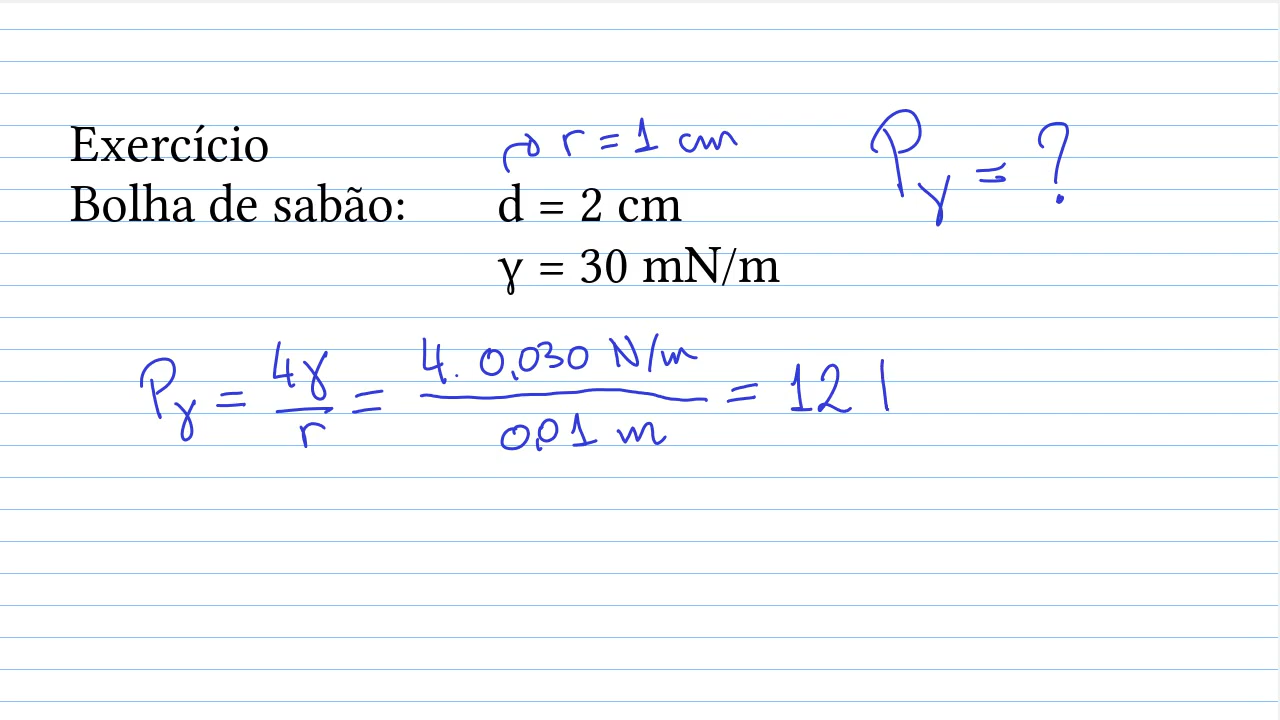 Exercício
r = 1 cm
Bolha de sabão: d = 2 cm
P_γ = ?
γ = 30 mN/m
P_γ = 4γ/r = 4. 0,030 N/m / 0,01 m = 12